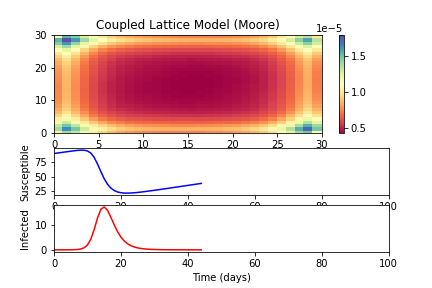 Coupled Lattice Model (Moore)
1e−5
30
20
10
0
0 5 10 15 20 25 30
1.5
1.0
0.5
Susceptible
75
50
25
0 20 40 60 80 100
Infected
10
0
0 20 40 60 80 100
Time (days)